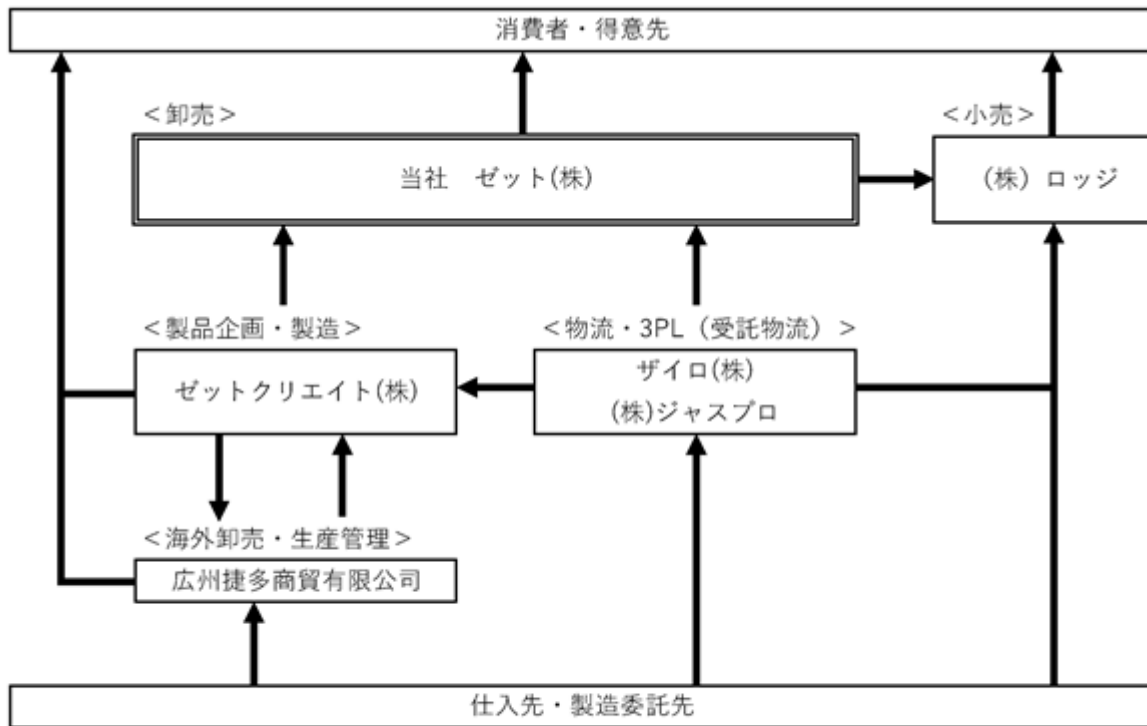 消費者・得意先
＜卸売＞
＜小売＞
当社　ゼット(株)
（株）ロッジ
＜製品企画・製造＞
＜物流・3PL（受託物流）＞
ゼットクリエイト(株)
ザイロ(株)
(株)ジャスプロ
＜海外卸売・生産管理＞
広州捷多商貿有限公司
仕入先・製造委託先